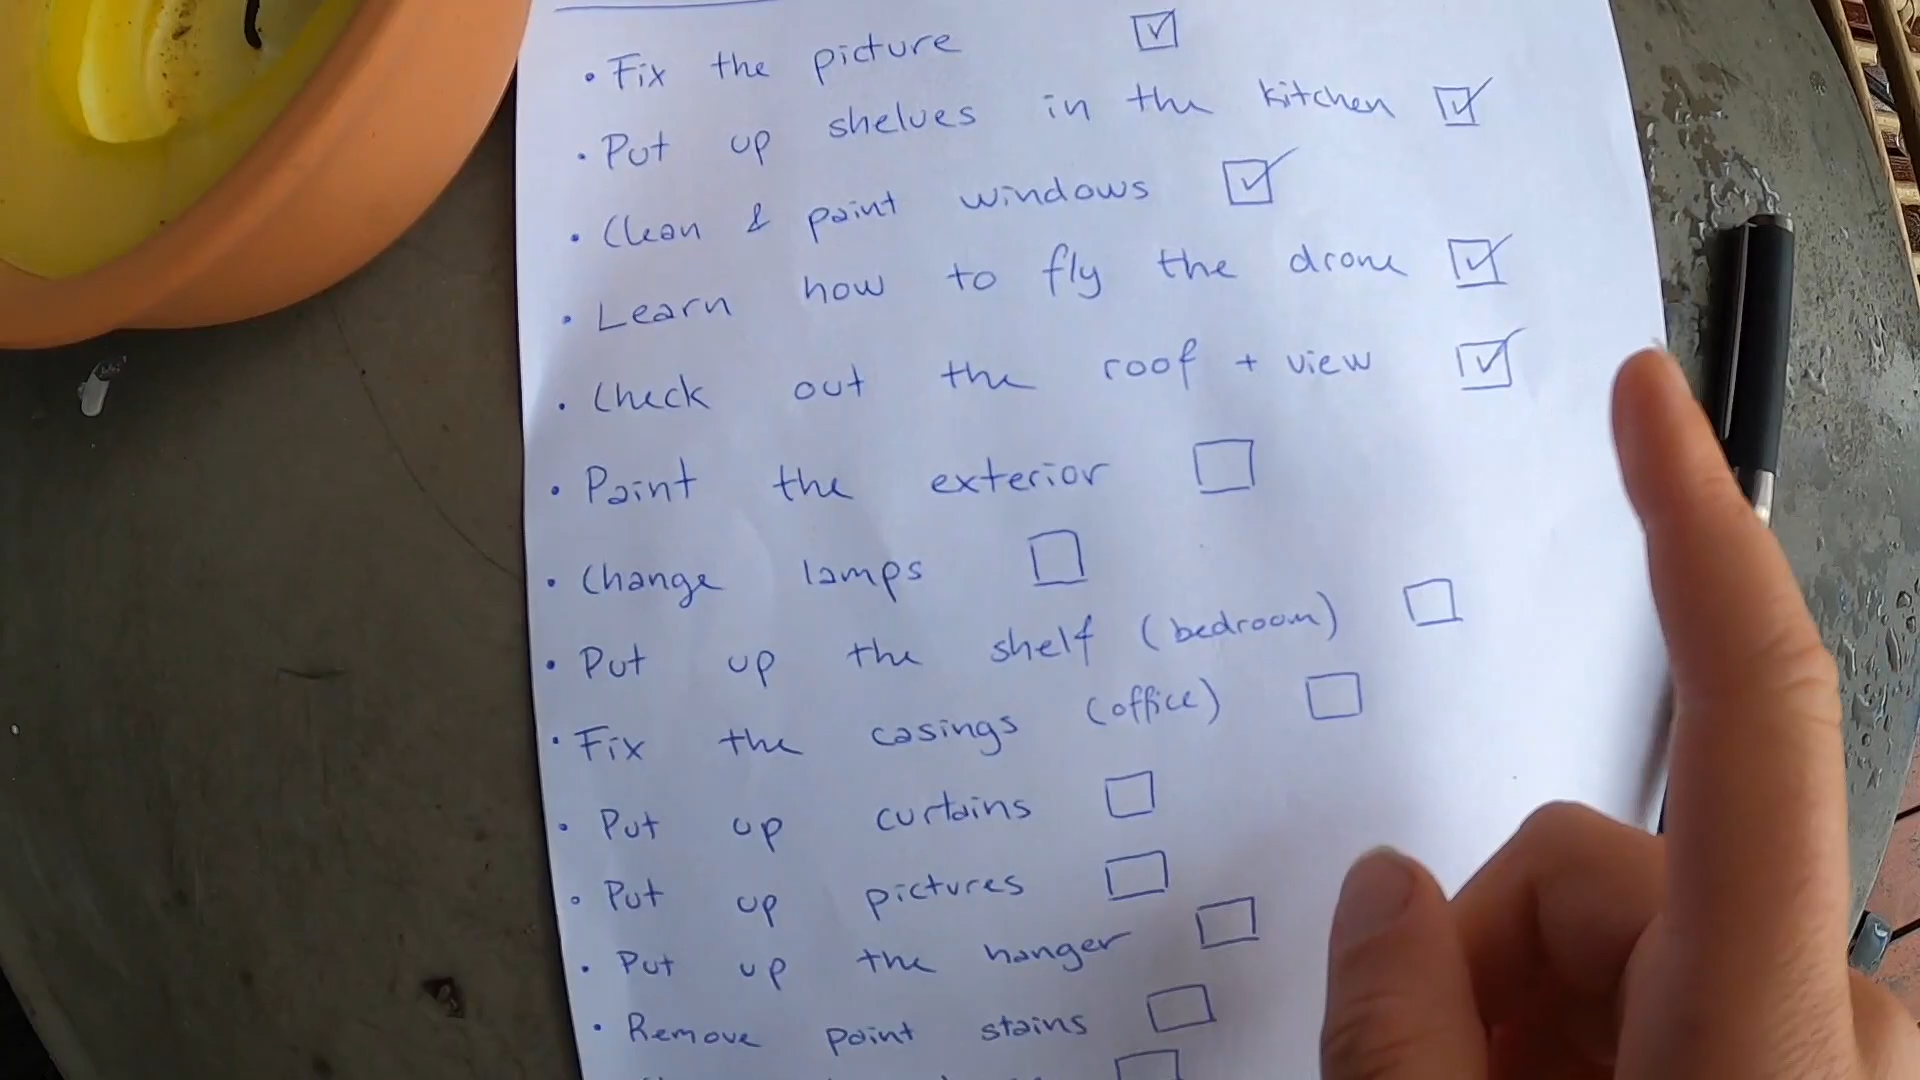 • Fix the picture ☑
• Put up shelves in the kitchen ☑
• Clean & paint windows ☑
• Learn how to fly the drone ☑
• Check out the roof + view ☑
• Paint the exterior ☐
• Change lamps ☐
• Put up the shelf (bedroom) ☐
• Fix the casings (office) ☐
• Put up curtains ☐
• Put up pictures ☐
• Put up the hanger ☐
• Remove paint stains ☐